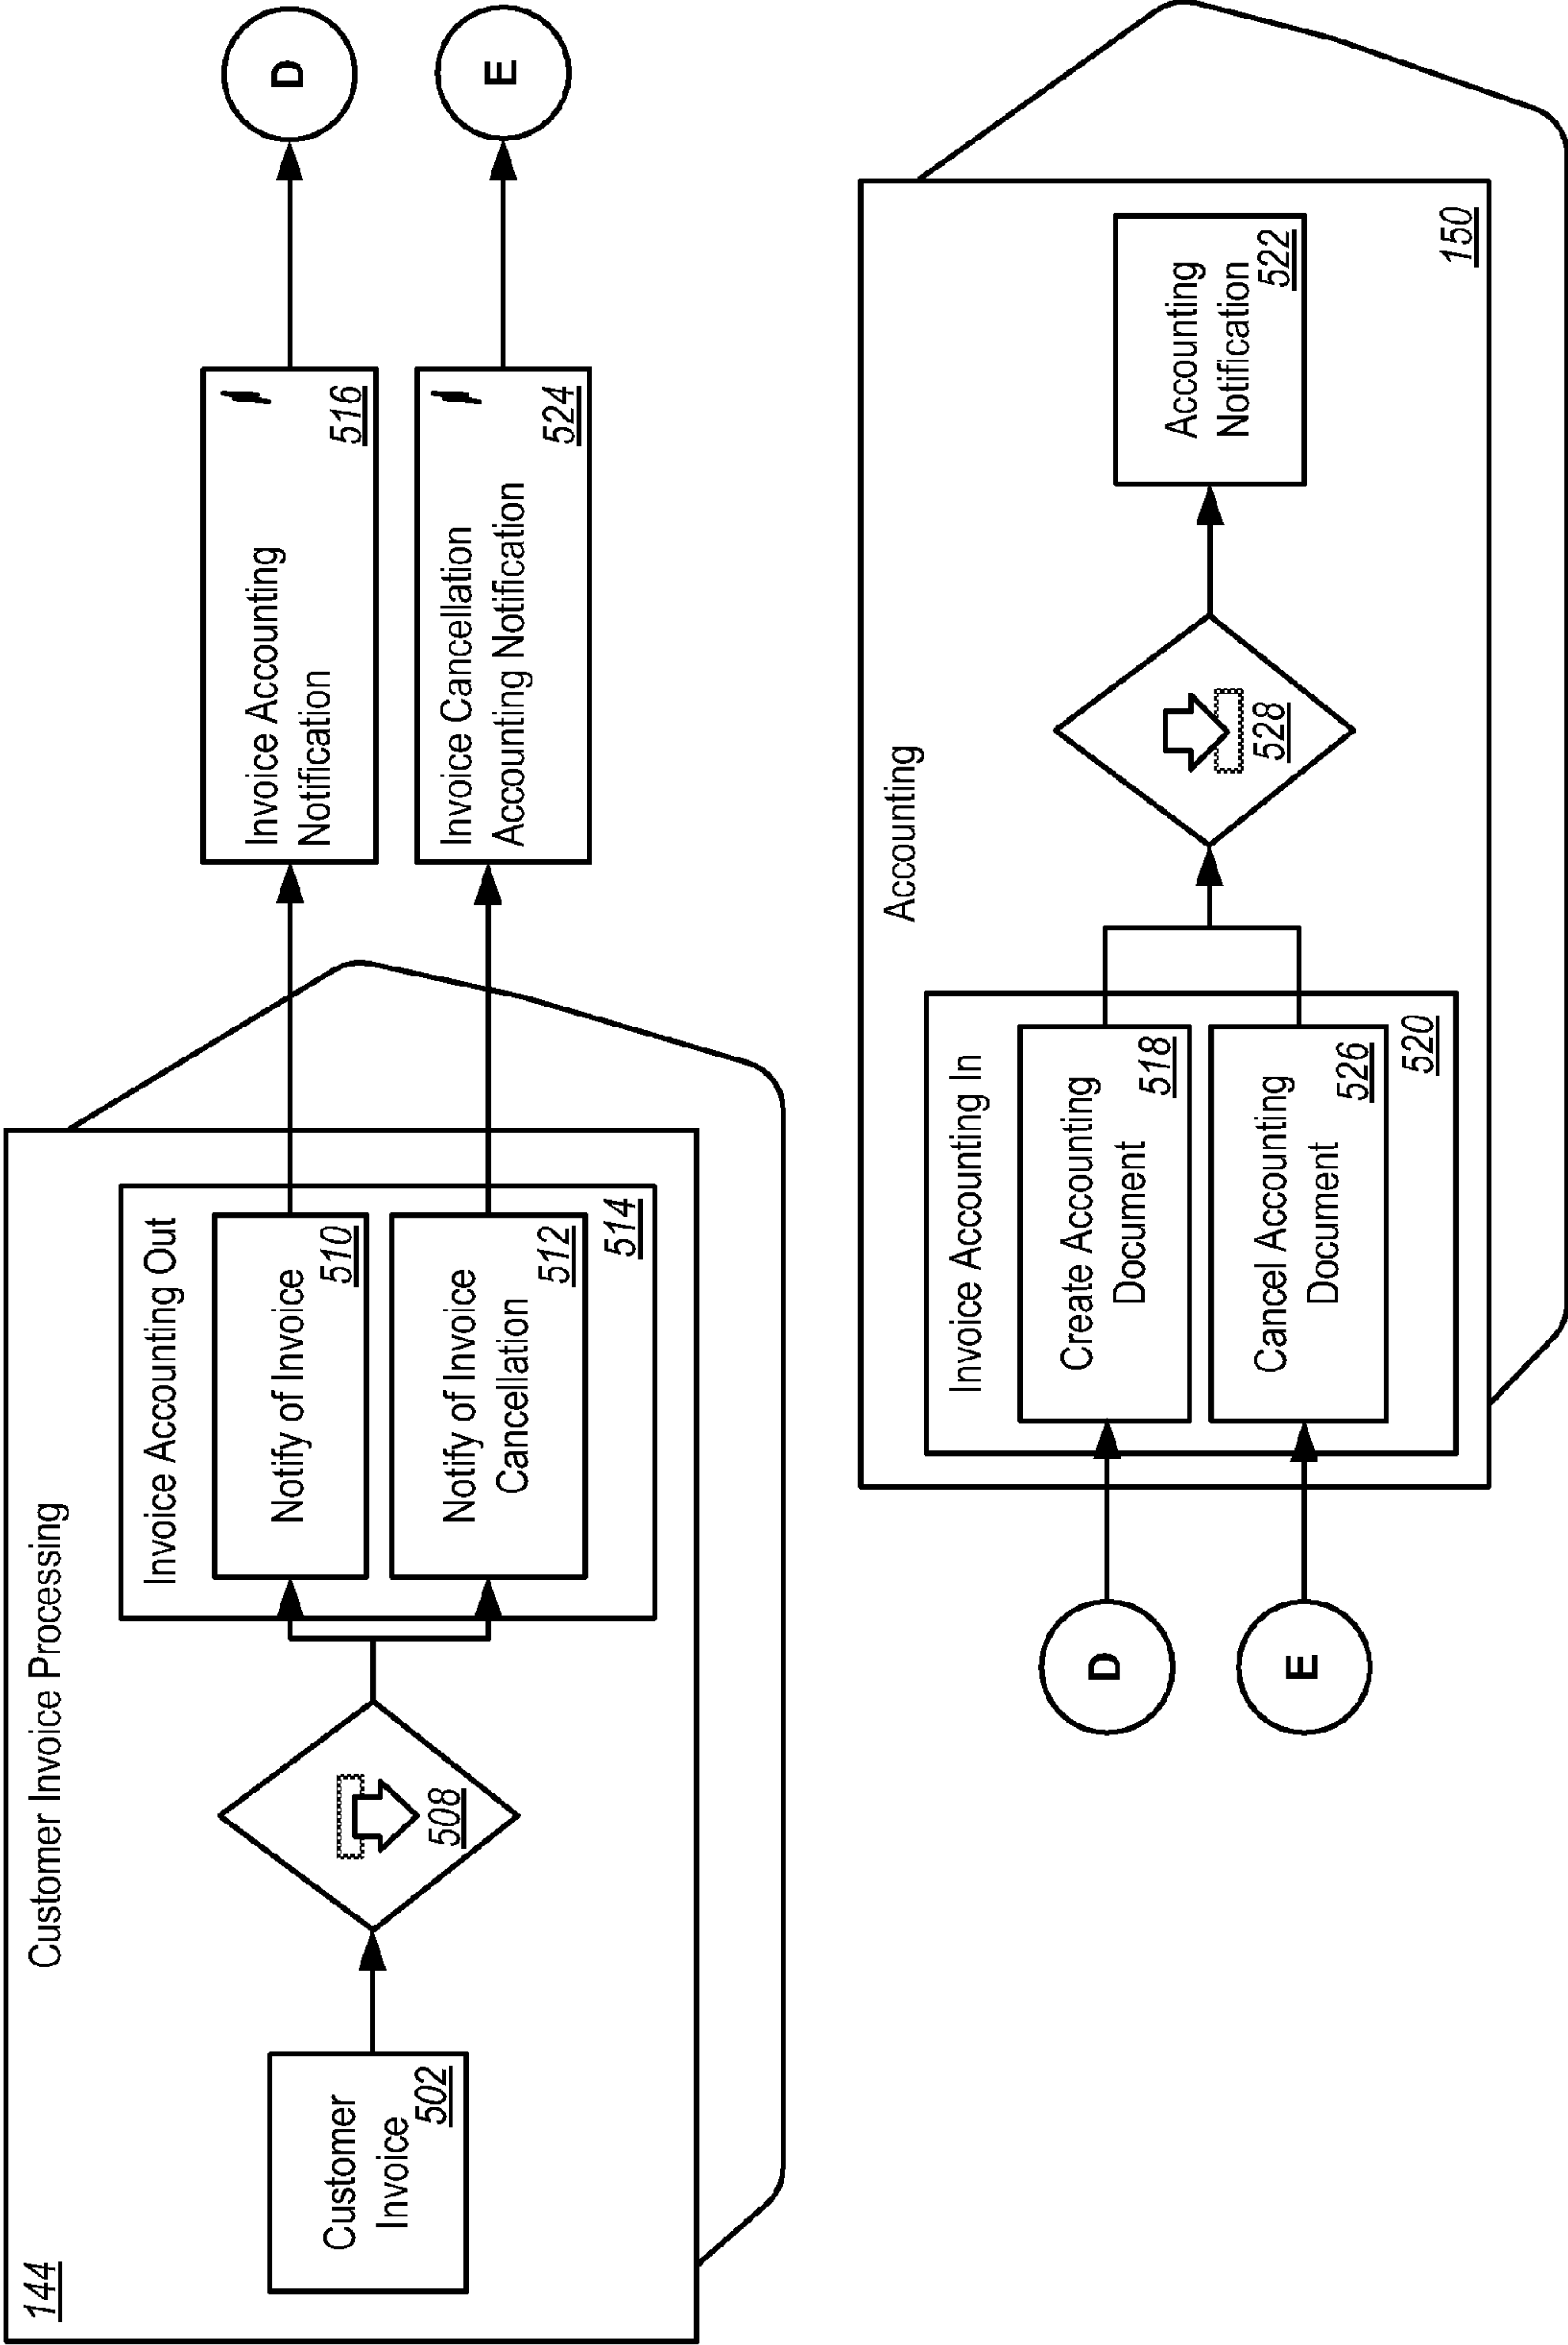 144
Customer Invoice Processing
Customer
Invoice
502
508
Invoice Accounting Out
Notify of Invoice
510
Notify of Invoice
Cancellation
512
514
Invoice Accounting
Notification
516
Invoice Cancellation
Accounting Notification
524
D
E
D
E
Accounting
Invoice Accounting In
Create Accounting
Document
518
Cancel Accounting
Document
526
520
528
Accounting
Notification
522
150